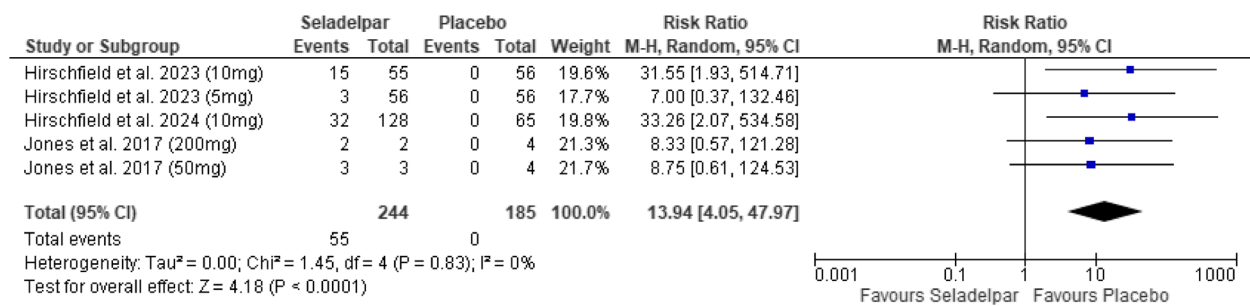 Seladelpar Placebo Risk Ratio Risk Ratio
Study or Subgroup Events Total Events Total Weight M-H, Random, 95% CI M-H, Random, 95% CI
Hirschfield et al. 2023 (10mg) 15 55 0 56 19.6% 31.55 [1.93, 514.71]
Hirschfield et al. 2023 (5mg) 3 56 0 56 17.7% 7.00 [0.37, 132.46]
Hirschfield et al. 2024 (10mg) 32 128 0 65 19.8% 33.26 [2.07, 534.58]
Jones et al. 2017 (200mg) 2 2 0 4 21.3% 8.33 [0.57, 121.28]
Jones et al. 2017 (50mg) 3 3 0 4 21.7% 8.75 [0.61, 124.53]
Total (95% CI) 244 185 100.0% 13.94 [4.05, 47.97]
Total events 55 0
Heterogeneity: Tau² = 0.00; Chi² = 1.45, df = 4 (P = 0.83); I² = 0%
Test for overall effect: Z = 4.18 (P < 0.0001)
0.001 0.1 1 10 1000
Favours Seladelpar Favours Placebo